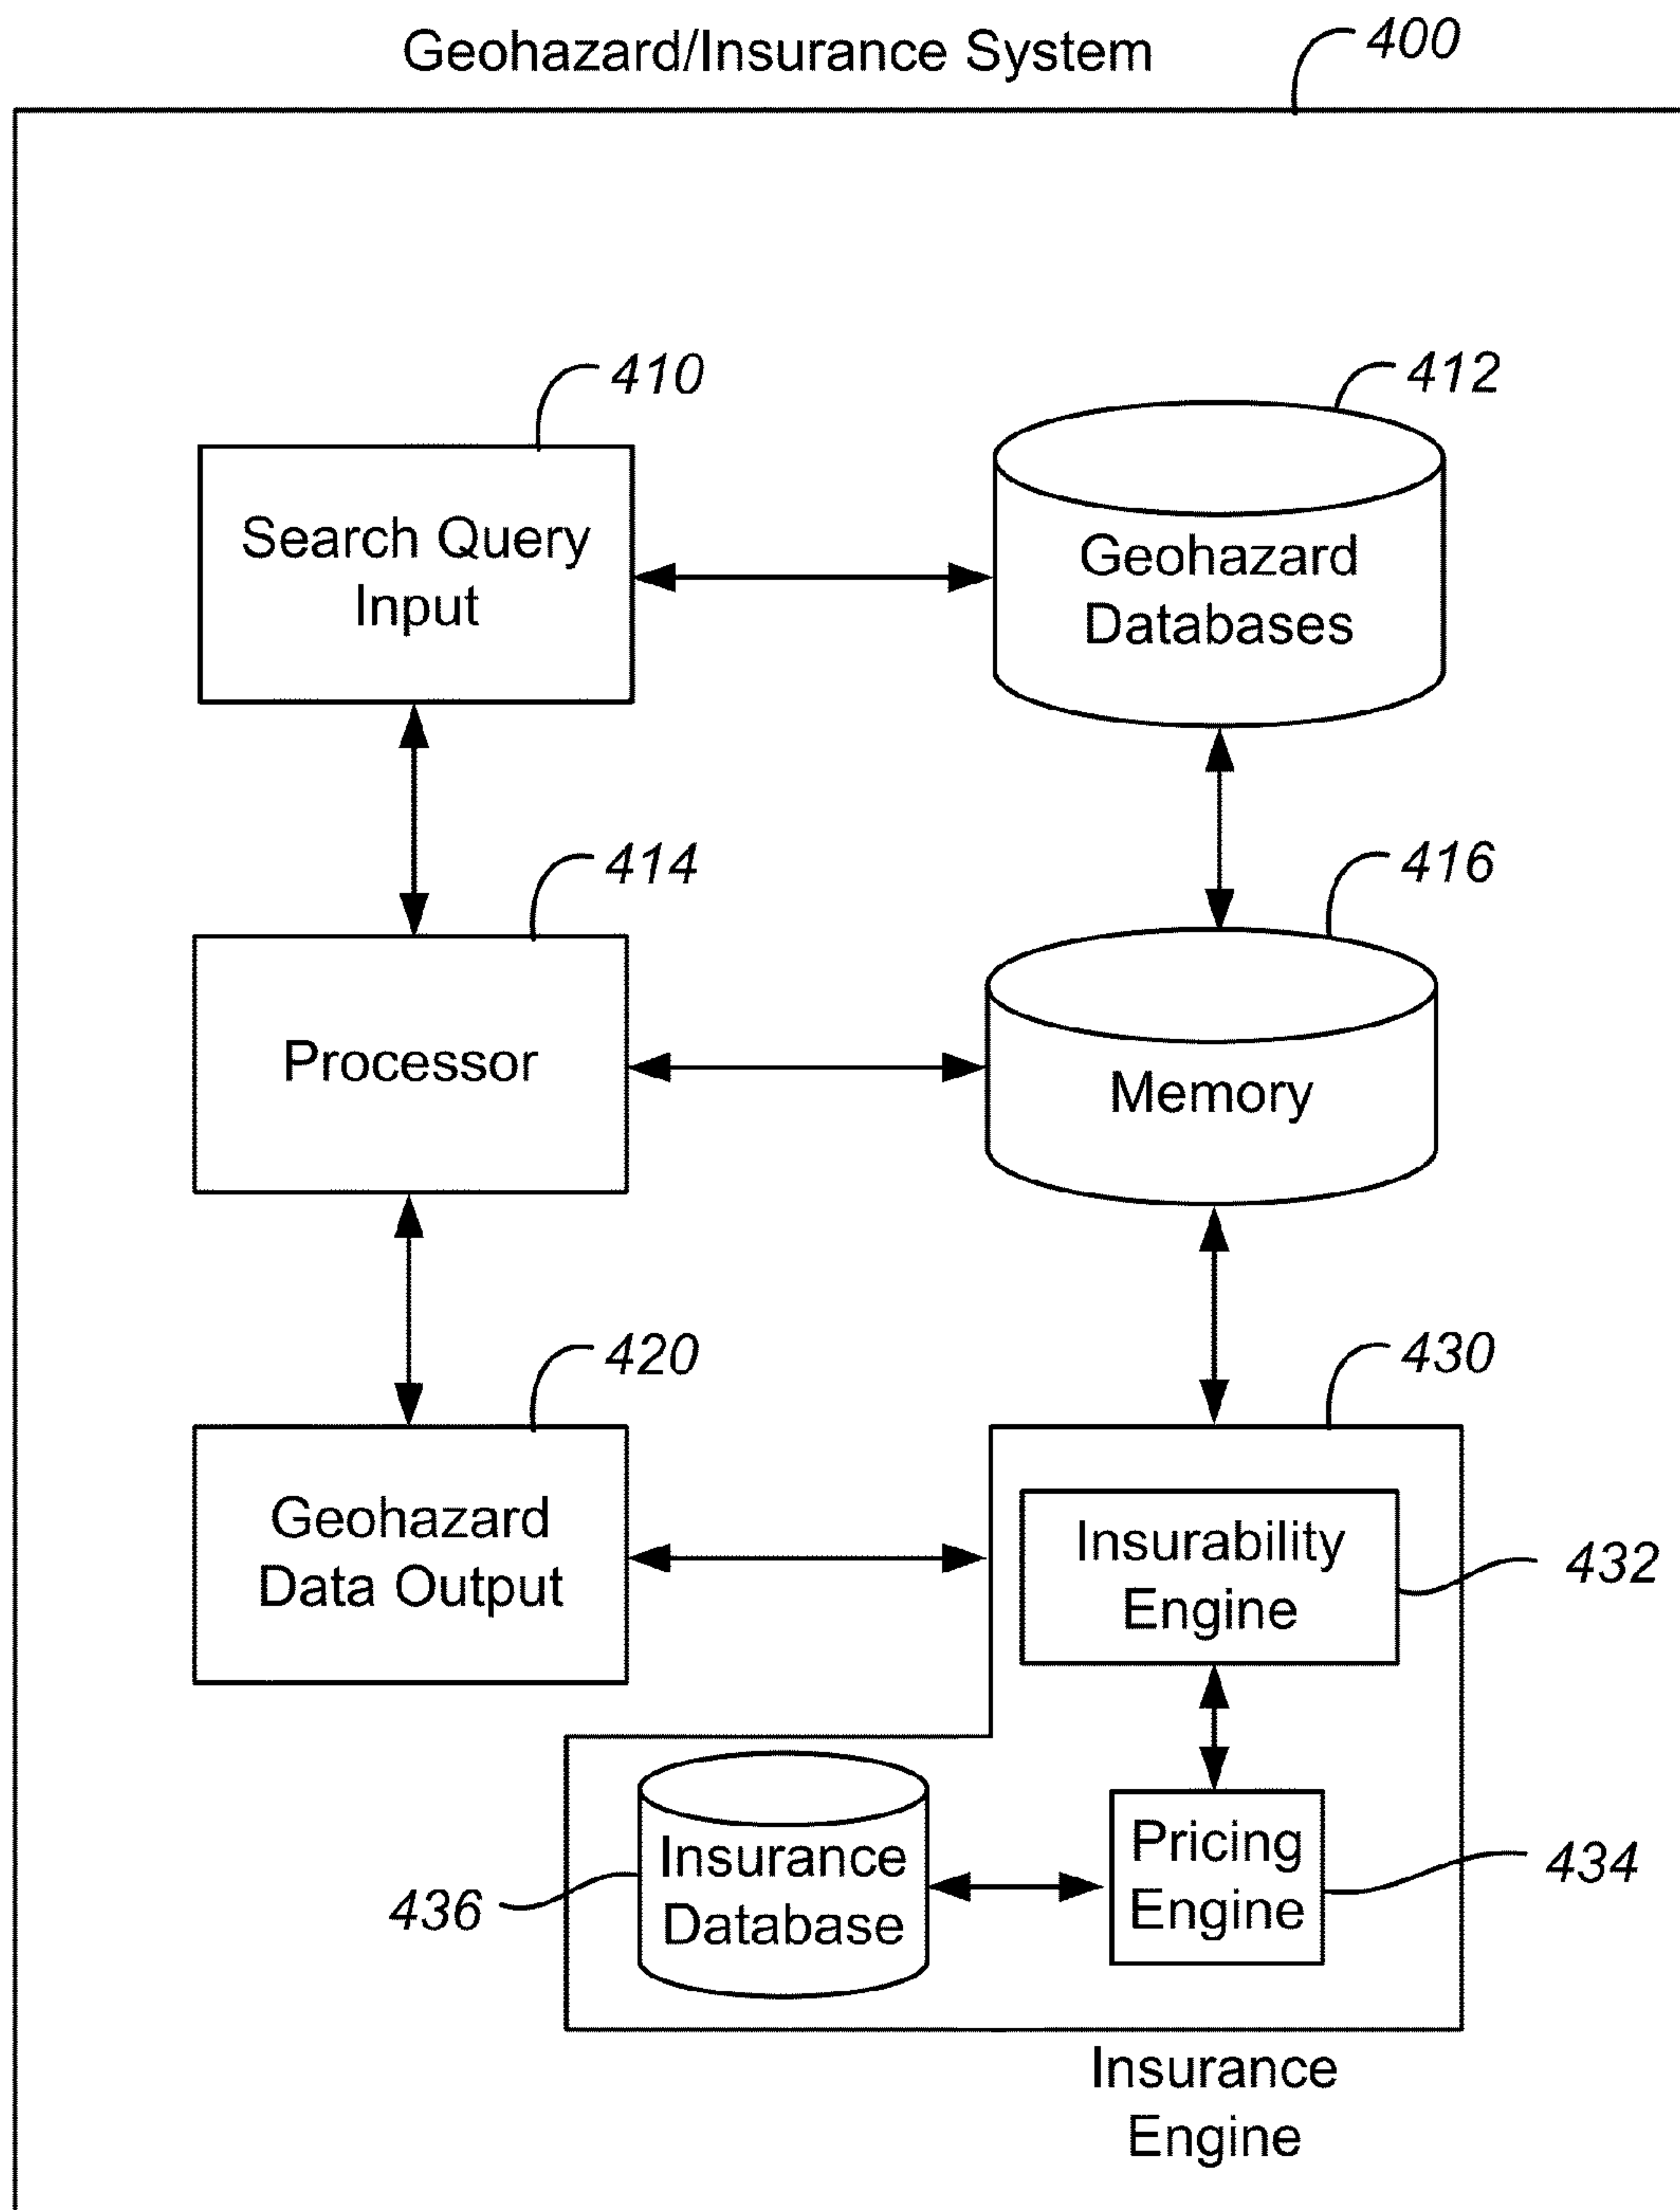 Geohazard/Insurance System
400
410
412
Search Query
Input
Geohazard
Databases
414
416
Processor
Memory
420
430
Geohazard
Data Output
Insurability
Engine
432
Insurance
Database
436
Pricing
Engine
434
Insurance
Engine